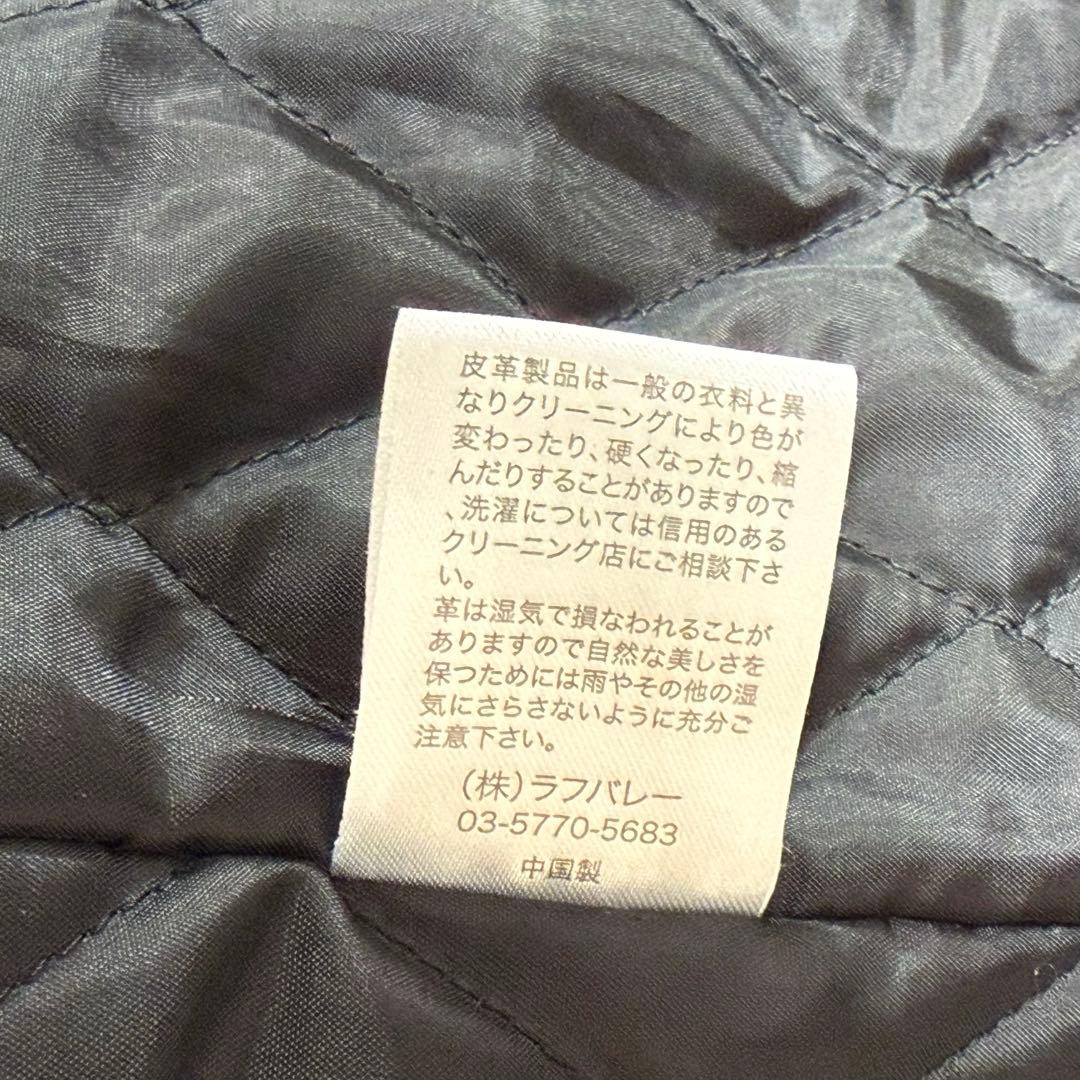 皮革製品は一般の衣料と異
なりクリーニングにより色が
変わったり、硬くなったり、縮
んだりすることがありますので
、洗濯については信用のある
クリーニング店にご相談下さ
い。
革は湿気で損なわれることが
ありますので自然な美しさを
保つためには雨やその他の湿
気にさらさないように充分ご
注意下さい。
(株)ラフバレー
03-5770-5683
中国製